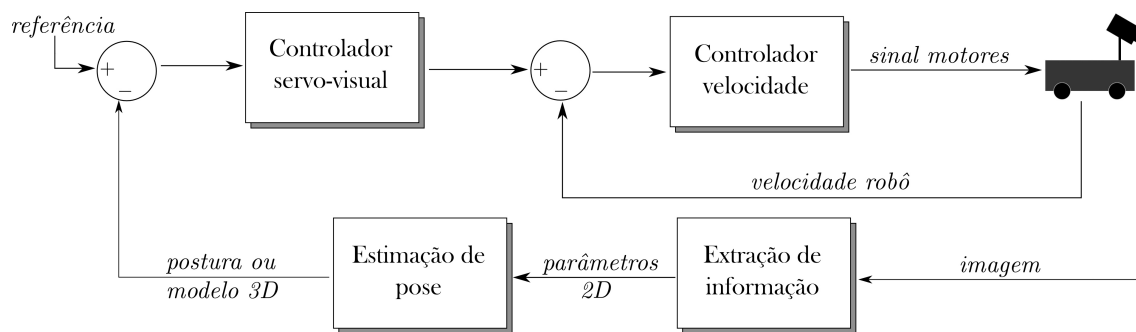 referência
+
−
Controlador
servo-visual
+
−
Controlador
velocidade
sinal motores
velocidade robô
postura ou
modelo 3D
Estimação de
pose
parâmetros
2D
Extração de
informação
imagem